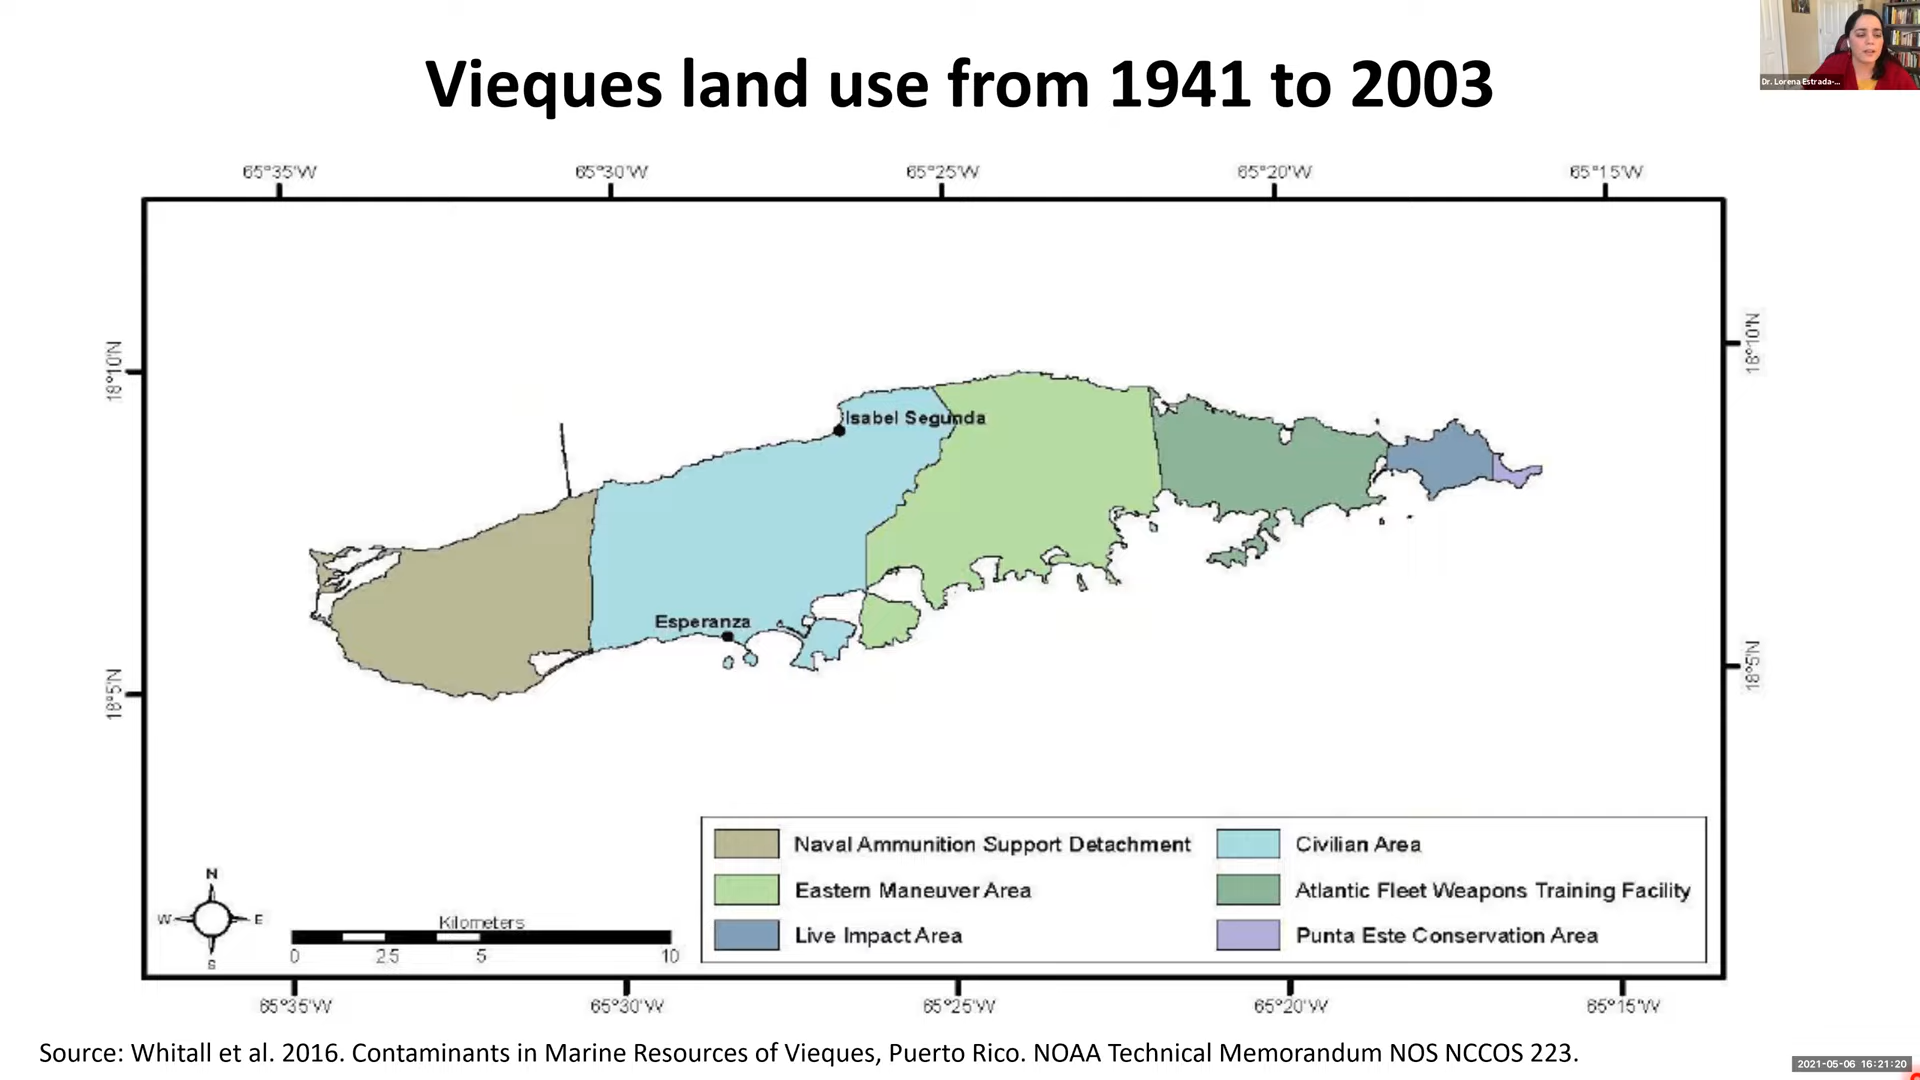 Vieques land use from 1941 to 2003
Dr. Lorena Estrada-...
65°35'W 65°30'W 65°25'W 65°20'W 65°15'W
18°10'N 18°10'N
Isabel Segunda
Esperanza
18°5'N 18°5'N
Naval Ammunition Support Detachment Civilian Area
Eastern Maneuver Area Atlantic Fleet Weapons Training Facility
Live Impact Area Punta Este Conservation Area
N
W E
S
Kilometers
0 2.5 5 10
65°35'W 65°30'W 65°25'W 65°20'W 65°15'W
Source: Whitall et al. 2016. Contaminants in Marine Resources of Vieques, Puerto Rico. NOAA Technical Memorandum NOS NCCOS 223.
2021-05-06 16:21:20